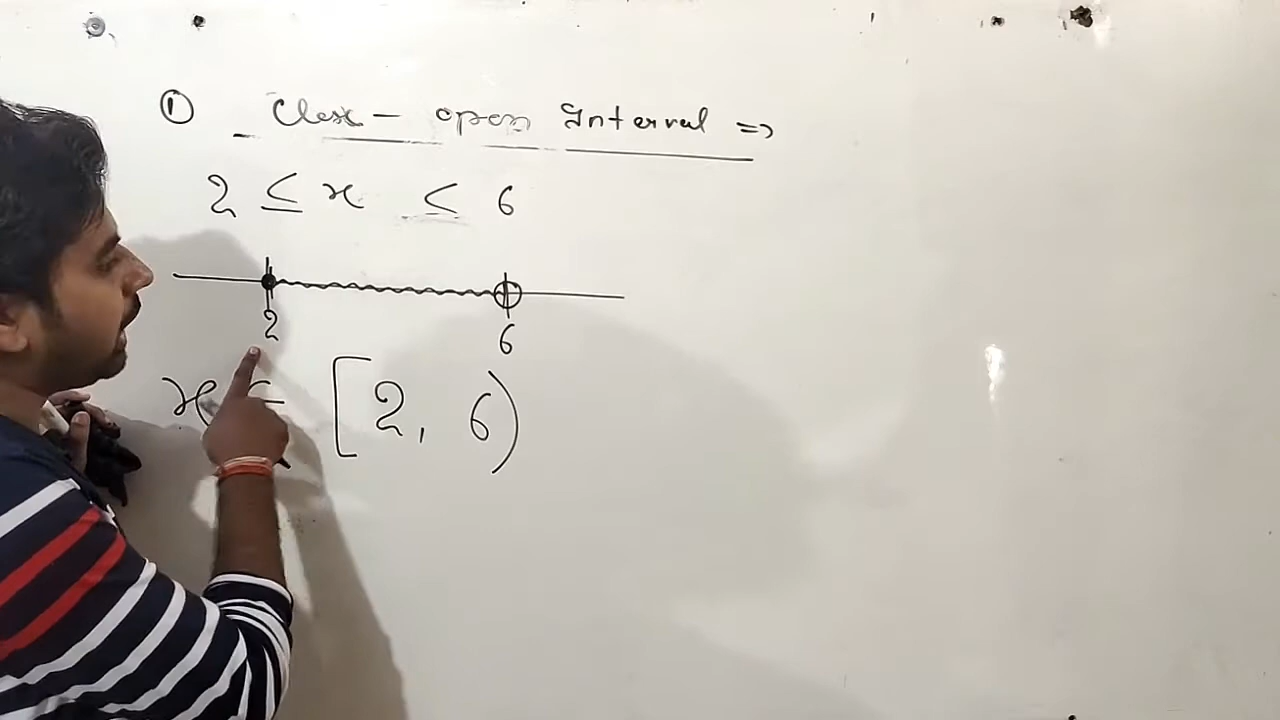 ① Close - open Interval ⇒
2 ≤ x ≤ 6
2 6
x ∈ [2, 6)